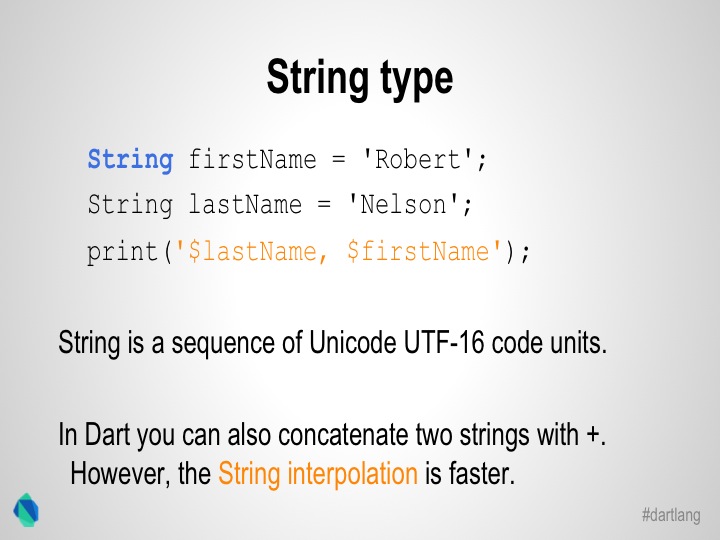 String type
String firstName = 'Robert';
String lastName = 'Nelson';
print('$lastName, $firstName');
String is a sequence of Unicode UTF-16 code units.
In Dart you can also concatenate two strings with +.
However, the String interpolation is faster.
#dartlang